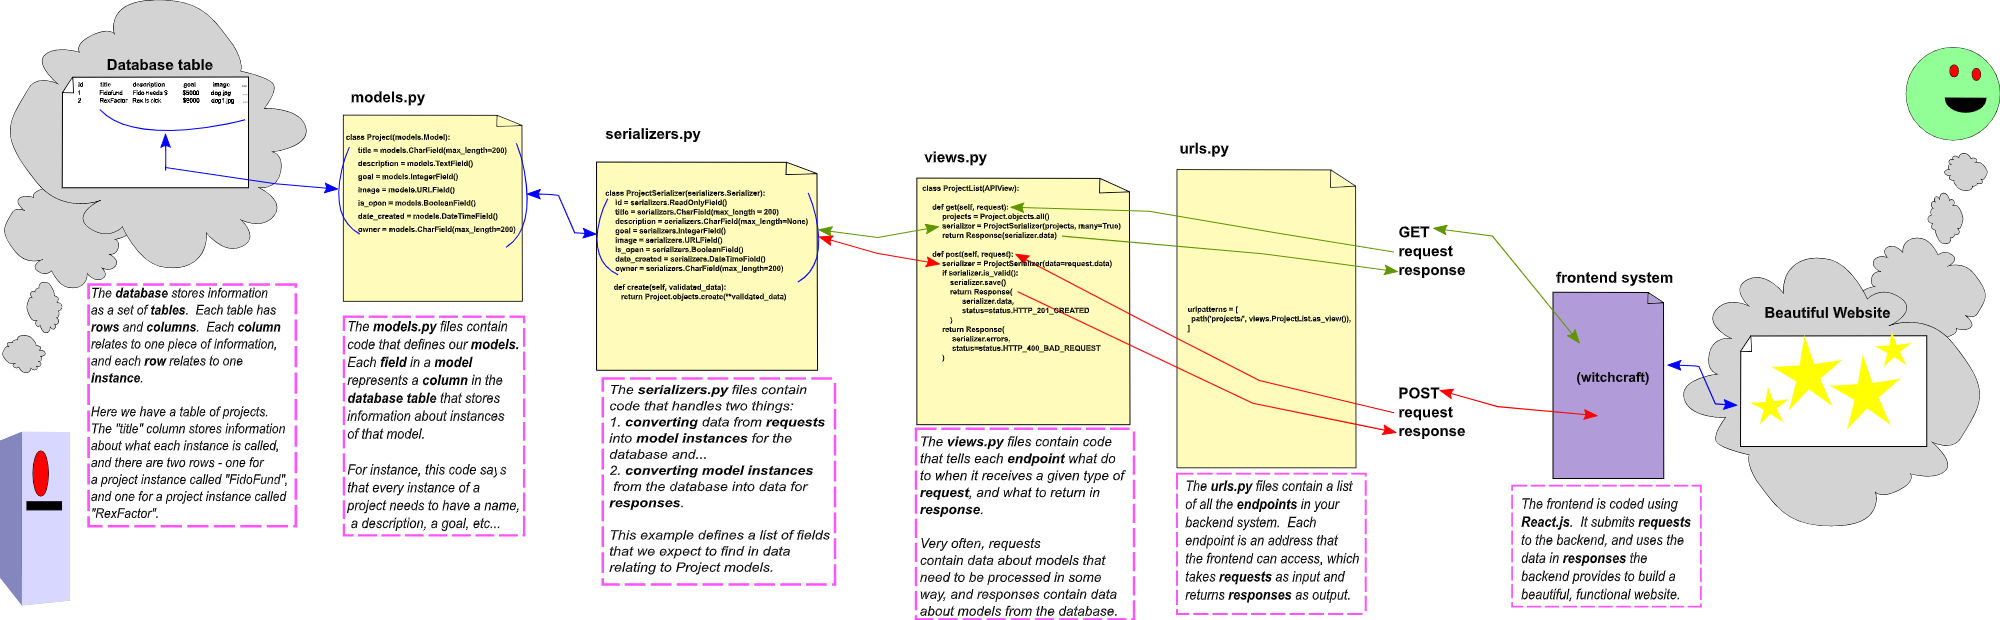 Database table
id title description goal image ...
1 Fidofund Fido Needs $ $5000 dog.jpg ...
2 RexFactor Rex is sick $9000 dog1.jpg ...
The database stores information
as a set of tables. Each table has
rows and columns. Each column
relates to one piece of information,
and each row relates to one
instance.
Here we have a table of projects.
The "title" column stores information
about what each instance is called,
and there are two rows - one for
a project instance called "FidoFund",
and one for a project instance called
"RexFactor".
models.py
class Project(models.Model):
title = models.CharField(max_length=200)
description = models.TextField()
goal = models.IntegerField()
image = models.URLField()
is_open = models.BooleanField()
date_created = models.DateTimeField()
owner = models.CharField(max_length=200)
The models.py files contain
code that defines our models.
Each field in a model
represents a column in the
database table that stores
information about instances
of that model.
For instance, this code says
that every instance of a
project needs to have a name,
a description, a goal, etc...
serializers.py
class ProjectSerializer(serializers.Serializer):
id = serializers.ReadOnlyField()
title = serializers.CharField(max_length = 200)
description = serializers.CharField(max_length=None)
goal = serializers.IntegerField()
image = serializers.URLField()
is_open = serializers.BooleanField()
date_created = serializers.DateTimeField()
owner = serializers.CharField(max_length=200)
def create(self, validated_data):
return Project.objects.create(**validated_data)
The serializers.py files contain
code that handles two things:
1. converting data from requests
into model instances for the
database and...
2. converting model instances
from the database into data for
responses.
This example defines a list of fields
that we expect to find in data
relating to Project models.
views.py
class ProjectList(APIView):
def get(self, request):
projects = Project.objects.all()
serializer = ProjectSerializer(projects, many=True)
return Response(serializer.data)
def post(self, request):
serializer = ProjectSerializer(data=request.data)
if serializer.is_valid():
serializer.save()
return Response(
serializer.data,
status=status.HTTP_201_CREATED
)
return Response(
serializer.errors,
status=status.HTTP_400_BAD_REQUEST
)
The views.py files contain code
that tells each endpoint what do
to when it receives a given type of
request, and what to return in
response.
Very often, requests
contain data about models that
need to be processed in some
way, and responses contain data
about models from the database.
urls.py
urlpatterns = [
path('projects/', views.ProjectList.as_view()),
]
The urls.py files contain a list
of all the endpoints in your
backend system. Each
endpoint is an address that
the frontend can access, which
takes requests as input and
returns responses as output.
GET
request
response
POST
request
response
frontend system
(witchcraft)
The frontend is coded using
React.js. It submits requests
to the backend, and uses the
data in responses the
backend provides to build a
beautiful, functional website.
Beautiful Website